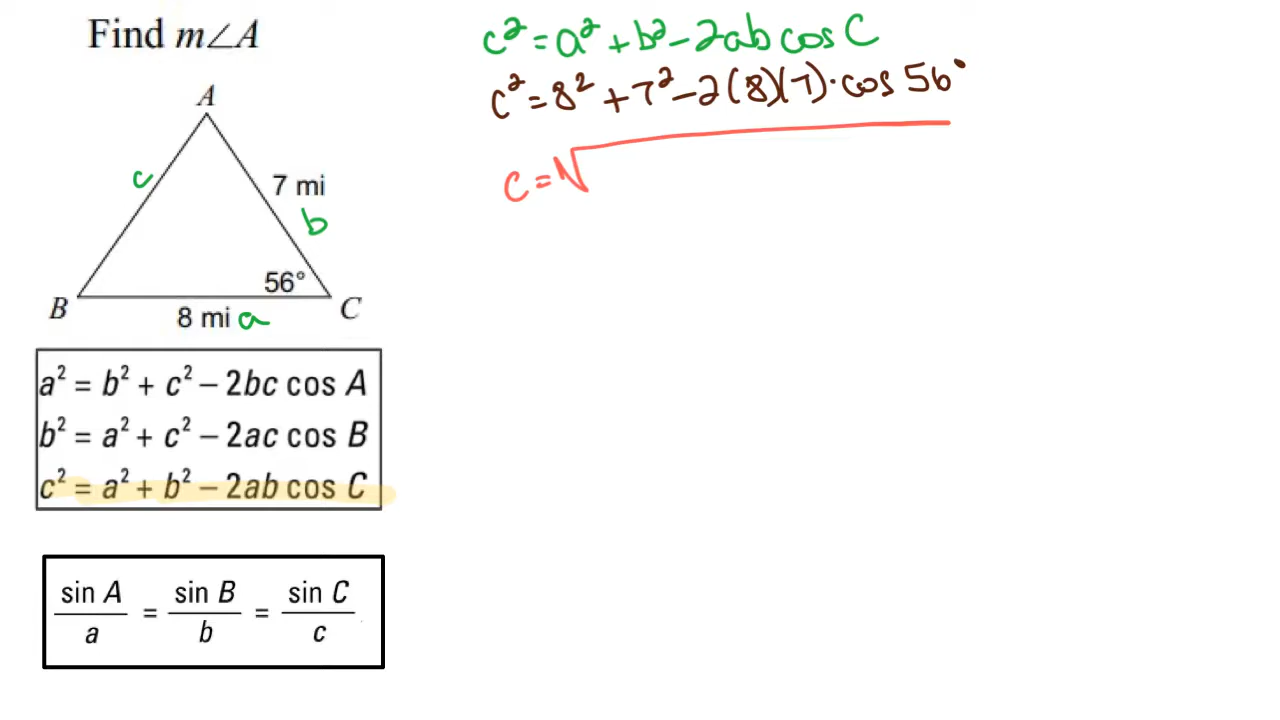 Find m∠A
c² = a² + b² − 2ab cos C
c² = 8² + 7² − 2(8)(7)·cos 56°
c = √
A
c
7 mi
b
56°
B
C
8 mi a
a² = b² + c² − 2bc cos A
b² = a² + c² − 2ac cos B
c² = a² + b² − 2ab cos C
sin A / a = sin B / b = sin C / c